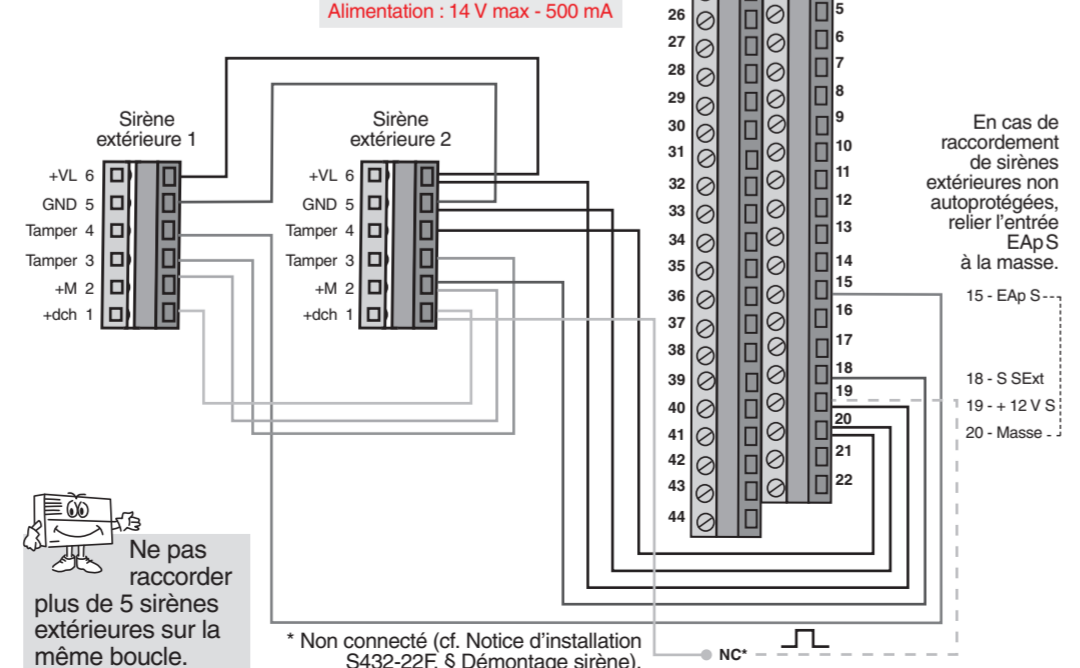 Alimentation : 14 V max - 500 mA
Sirène
extérieure 1
+VL 6
GND 5
Tamper 4
Tamper 3
+M 2
+dch 1
Sirène
extérieure 2
+VL 6
GND 5
Tamper 4
Tamper 3
+M 2
+dch 1
26
27
28
29
30
31
32
33
34
35
36
37
38
39
40
41
42
43
44
5
6
7
8
9
10
11
12
13
14
15
16
17
18
19
20
21
22
En cas de
raccordement
de sirènes
extérieures non
autoprotégées,
relier l'entrée
EAp S
à la masse.
15 - EAp S
18 - S SExt
19 - + 12 V S
20 - Masse
Ne pas
raccorder
plus de 5 sirènes
extérieures sur la
même boucle.
* Non connecté (cf. Notice d'installation
S432-22F, § Démontage sirène).
NC*